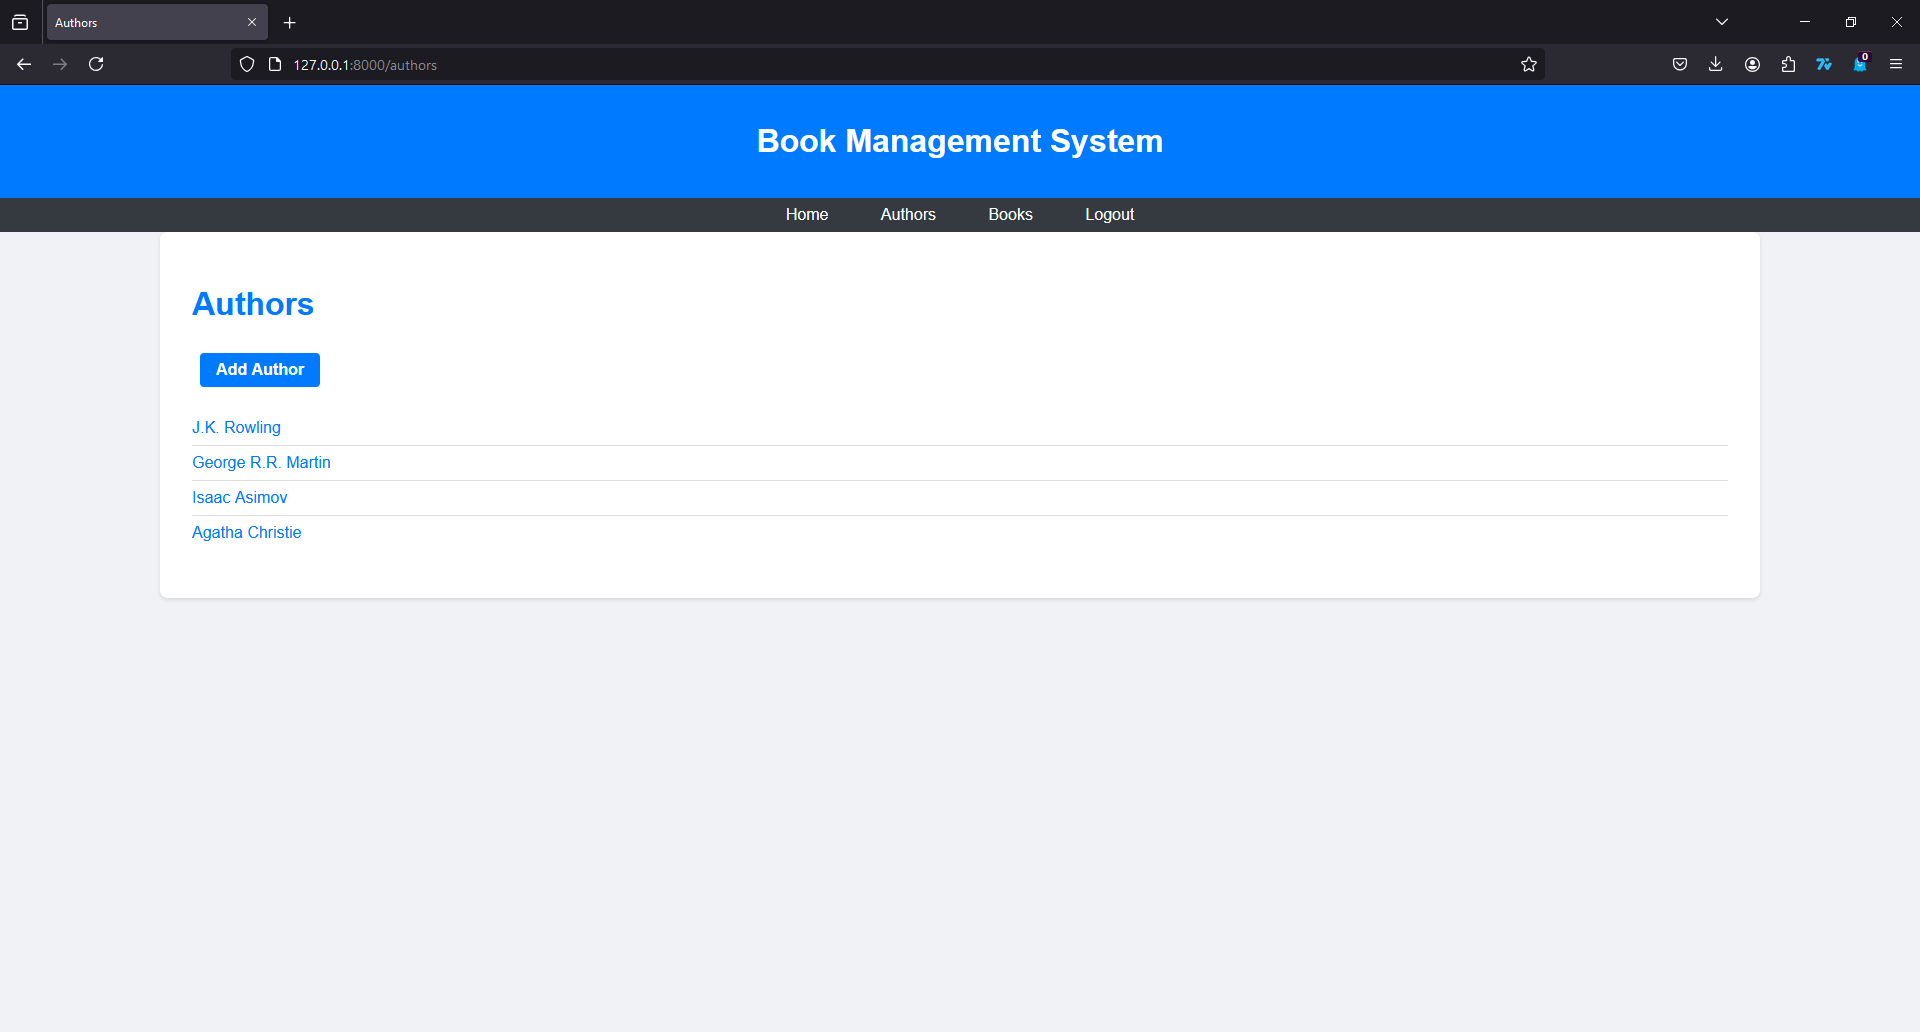 Authors
127.0.0.1:8000/authors
0
Book Management System
Home Authors Books Logout
Authors
Add Author
J.K. Rowling
George R.R. Martin
Isaac Asimov
Agatha Christie